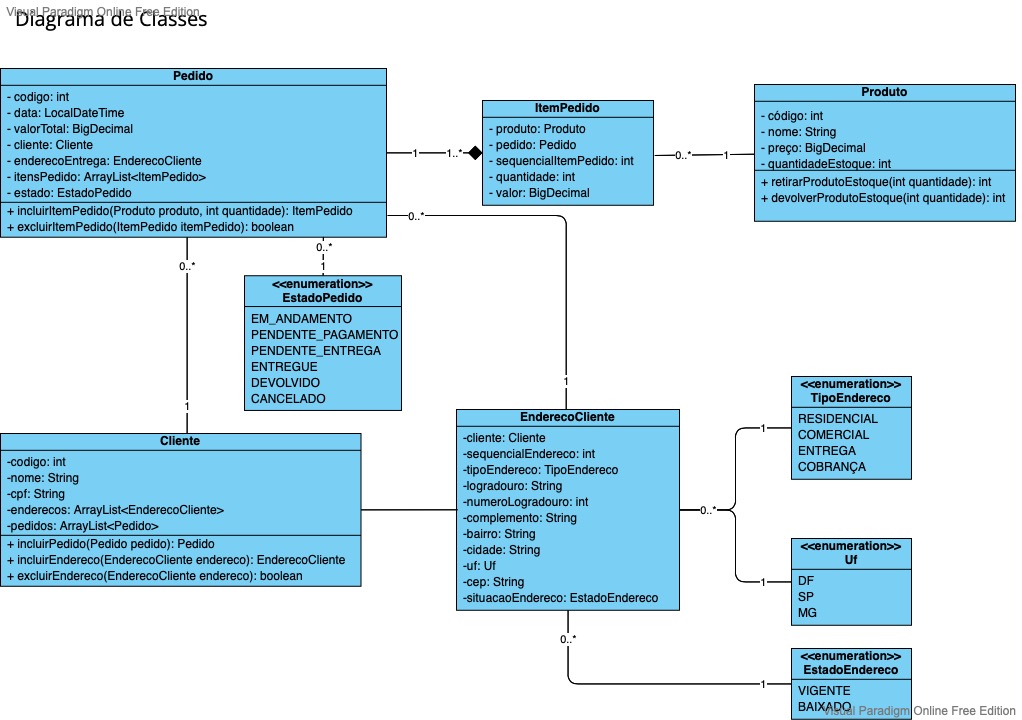 Visual Paradigm Online Free Edition
Diagrama de Classes
Pedido
- codigo: int
- data: LocalDateTime
- valorTotal: BigDecimal
- cliente: Cliente
- enderecoEntrega: EnderecoCliente
- itensPedido: ArrayList<ItemPedido>
- estado: EstadoPedido
+ incluirItemPedido(Produto produto, int quantidade): ItemPedido
+ excluirItemPedido(ItemPedido itemPedido): boolean
1
1..*
ItemPedido
- produto: Produto
- pedido: Pedido
- sequencialItemPedido: int
- quantidade: int
- valor: BigDecimal
0..*
1
Produto
- código: int
- nome: String
- preço: BigDecimal
- quantidadeEstoque: int
+ retirarProdutoEstoque(int quantidade): int
+ devolverProdutoEstoque(int quantidade): int
0..*
1
0..*
1
0..*
1
<<enumeration>>
EstadoPedido
EM_ANDAMENTO
PENDENTE_PAGAMENTO
PENDENTE_ENTREGA
ENTREGUE
DEVOLVIDO
CANCELADO
Cliente
-codigo: int
-nome: String
-cpf: String
-enderecos: ArrayList<EnderecoCliente>
-pedidos: ArrayList<Pedido>
+ incluirPedido(Pedido pedido): Pedido
+ incluirEndereco(EnderecoCliente endereco): EnderecoCliente
+ excluirEndereco(EnderecoCliente endereco): boolean
EnderecoCliente
-cliente: Cliente
-sequencialEndereco: int
-tipoEndereco: TipoEndereco
-logradouro: String
-numeroLogradouro: int
-complemento: String
-bairro: String
-cidade: String
-uf: Uf
-cep: String
-situacaoEndereco: EstadoEndereco
0..*
1
1
<<enumeration>>
TipoEndereco
RESIDENCIAL
COMERCIAL
ENTREGA
COBRANÇA
<<enumeration>>
Uf
DF
SP
MG
0..*
1
<<enumeration>>
EstadoEndereco
VIGENTE
BAIXADO
Visual Paradigm Online Free Edition